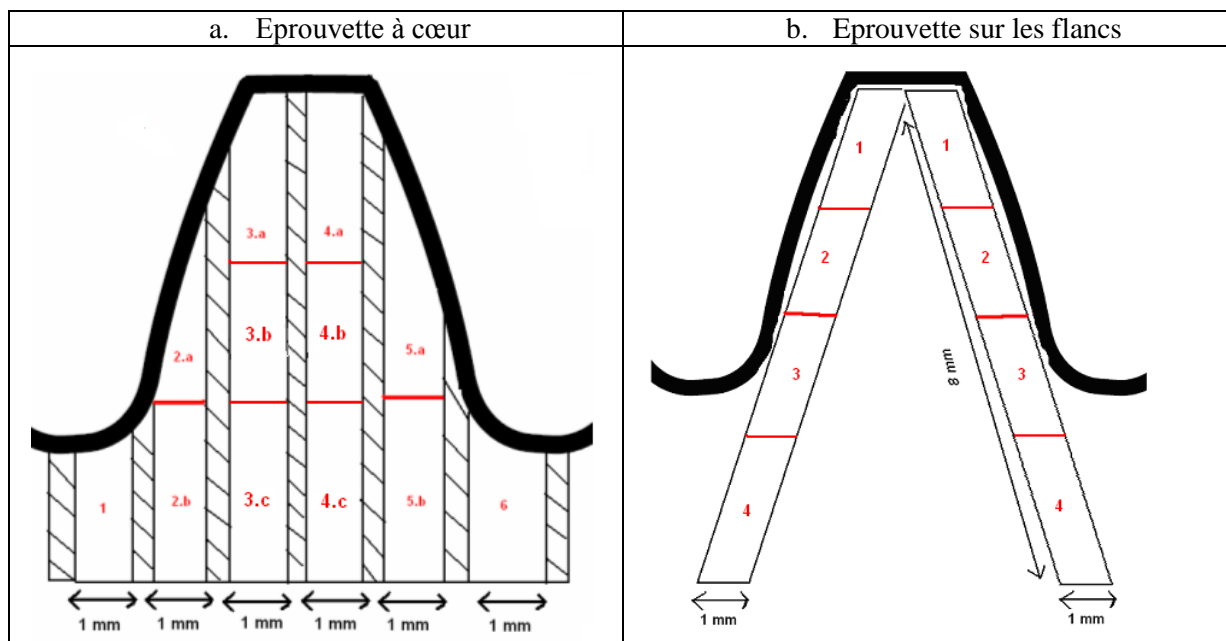 a. Eprouvette à cœur
b. Eprouvette sur les flancs
3.a 4.a
2.a 3.b 4.b 5.a
1 2.b 3.c 4.c 5.b 6
1 mm 1 mm 1 mm 1 mm 1 mm 1 mm
1 1
2 2
3 8 mm 3
4 4
1 mm 1 mm